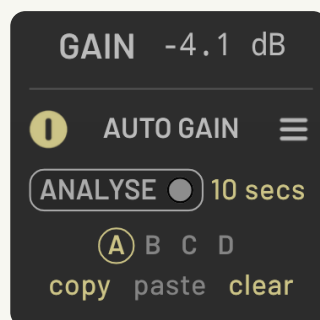 GAIN -4.1 dB
AUTO GAIN
ANALYSE 10 secs
A B C D
copy paste clear